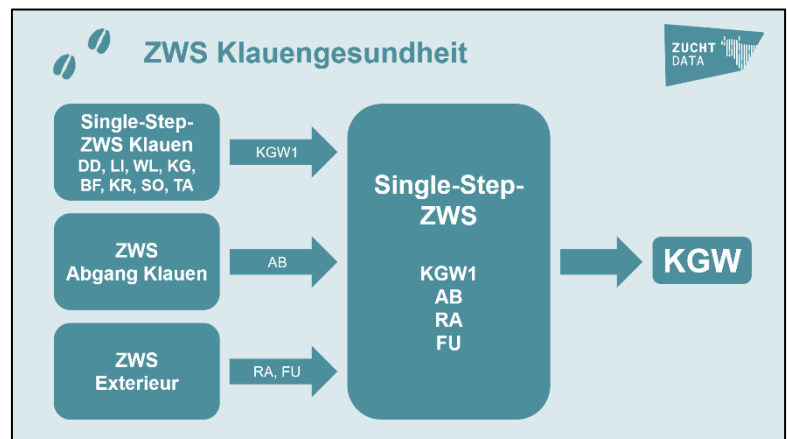 ZWS Klauengesundheit
ZUCHT
DATA
Single-Step-
ZWS Klauen
DD, LI, WL, KG,
BF, KR, SO, TA
KGW1
ZWS
Abgang Klauen
AB
ZWS
Exterieur
RA, FU
Single-Step-
ZWS
KGW1
AB
RA
FU
KGW